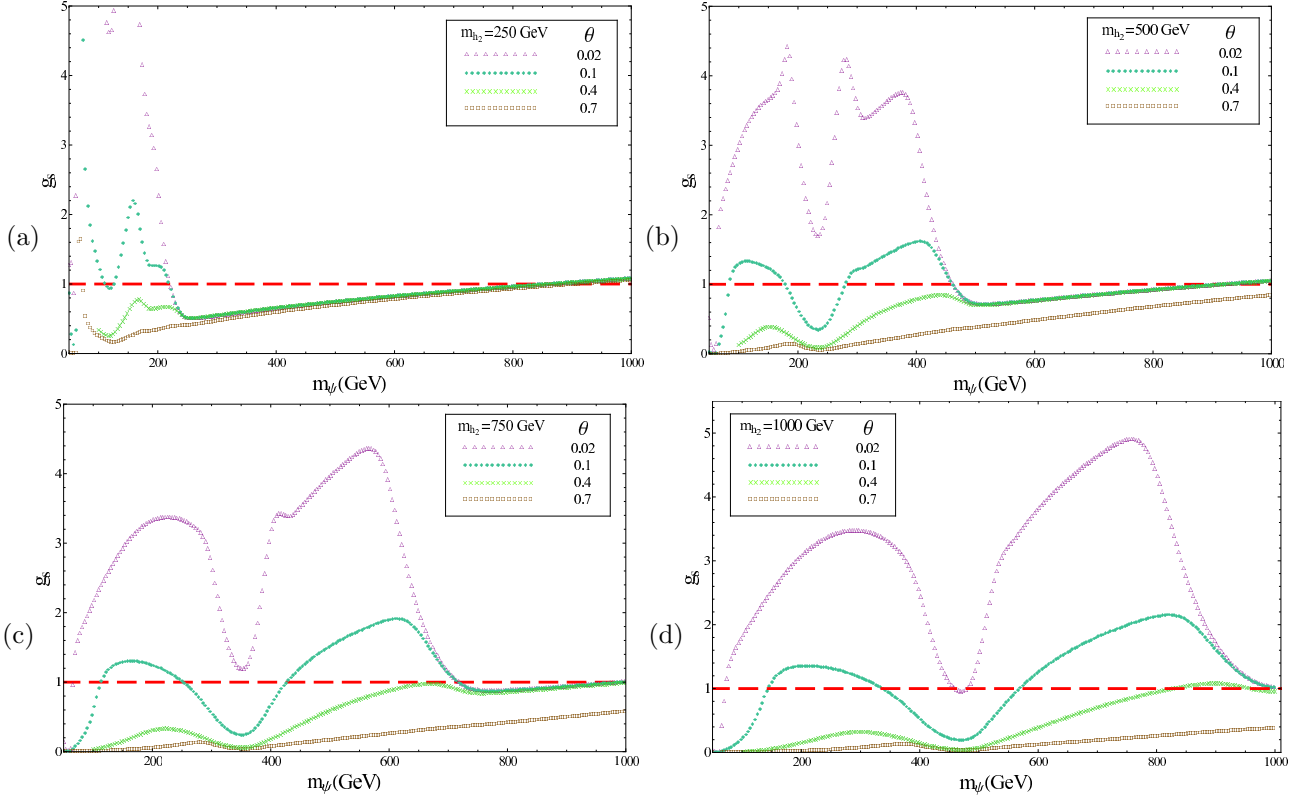 (a)
g_s
5
4
3
2
1
0
m_{h_2}=250 GeV θ
0.02
0.1
0.4
0.7
200 400 600 800 1000
m_ψ(GeV)
(b)
g_s
5
4
3
2
1
0
m_{h_2}=500 GeV θ
0.02
0.1
0.4
0.7
200 400 600 800 1000
m_ψ(GeV)
(c)
g_s
5
4
3
2
1
0
m_{h_2}=750 GeV θ
0.02
0.1
0.4
0.7
200 400 600 800 1000
m_ψ(GeV)
(d)
g_s
5
4
3
2
1
0
m_{h_2}=1000 GeV θ
0.02
0.1
0.4
0.7
200 400 600 800 1000
m_ψ(GeV)